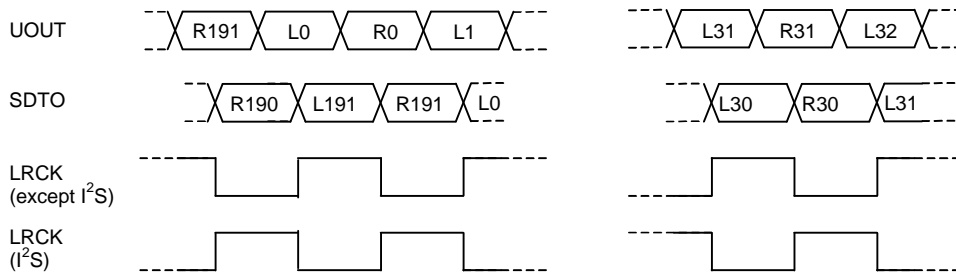 UOUT R191 L0 R0 L1 L31 R31 L32
SDTO R190 L191 R191 L0 L30 R30 L31
LRCK
(except I²S)
LRCK
(I²S)